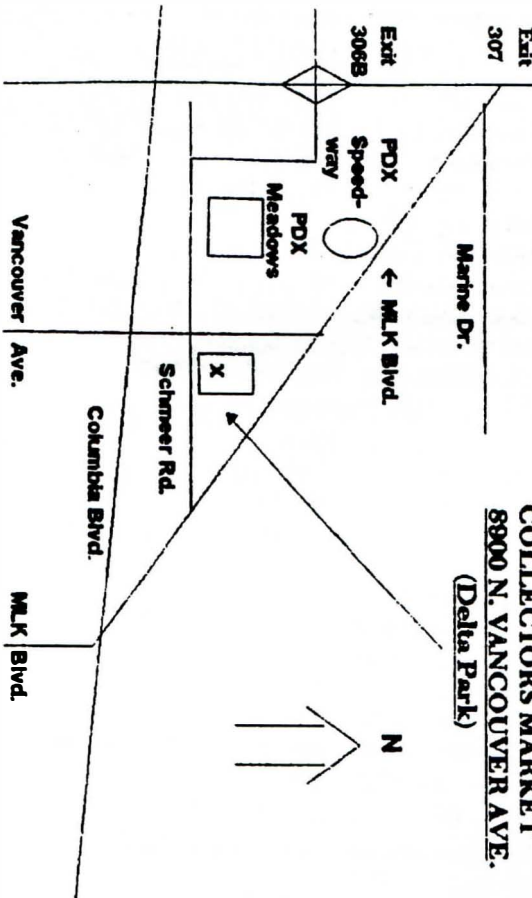 COLLECTORS MARKET
8900 N. VANCOUVER AVE.
(Delta Park)
Exit
307
Marine Dr.
Exit
306B
PDX
Speed-
way
← MLK Blvd.
PDX
Meadows
X
N
Schmeer Rd.
Columbia Blvd.
Vancouver Ave.
MLK Blvd.